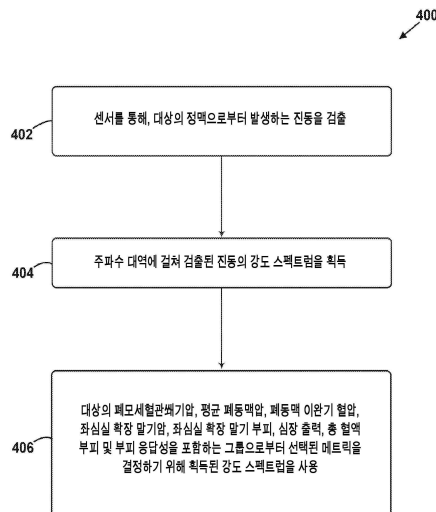 400
402
센서를 통해, 대상의 정맥으로부터 발생하는 진동을 검출
404
주파수 대역에 걸쳐 검출된 진동의 강도 스펙트럼을 획득
406
대상의 폐모세혈관쐐기압, 평균 폐동맥압, 폐동맥 이완기 혈압,
좌심실 확장 말기압, 좌심실 확장 말기 부피, 심장 출력, 총 혈액
부피 및 부피 응답성을 포함하는 그룹으로부터 선택된 메트릭을
결정하기 위해 획득된 강도 스펙트럼을 사용